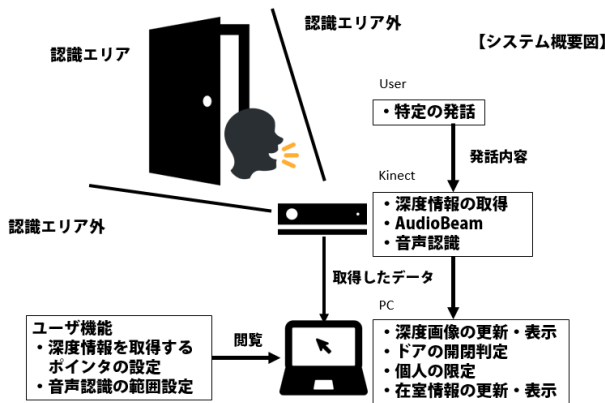 認識エリア外
【システム概要図】
認識エリア
User
・特定の発話
発話内容
Kinect
・深度情報の取得
・AudioBeam
・音声認識
認識エリア外
取得したデータ
PC
・深度画像の更新・表示
・ドアの開閉判定
・個人の限定
・在室情報の更新・表示
ユーザ機能
・深度情報を取得する
ポインタの設定
・音声認識の範囲設定
閲覧